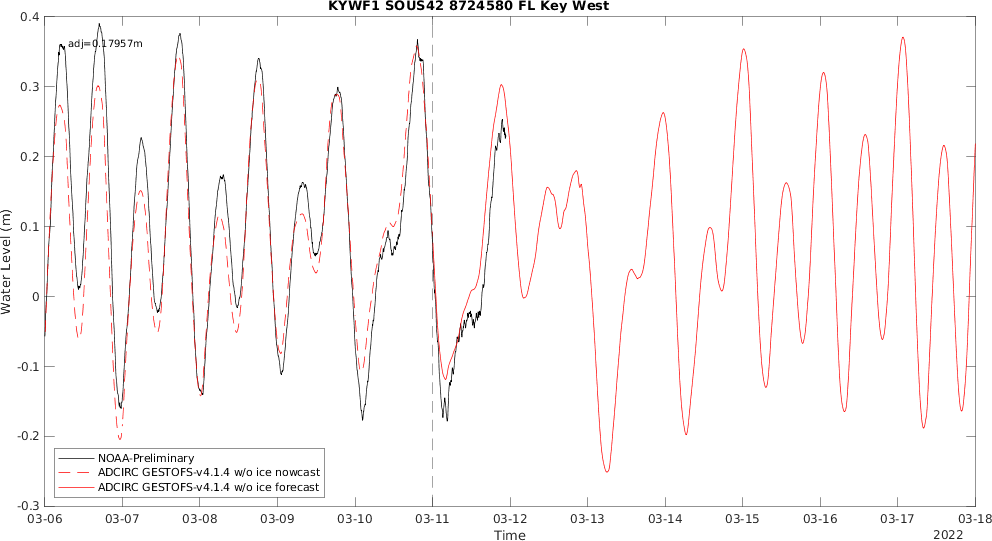 KYWF1 SOUS42 8724580 FL Key West
adj=0.17957m
Water Level (m)
0.4
0.3
0.2
0.1
0
-0.1
-0.2
-0.3
NOAA-Preliminary
ADCIRC GESTOFS-v4.1.4 w/o ice nowcast
ADCIRC GESTOFS-v4.1.4 w/o ice forecast
03-06 03-07 03-08 03-09 03-10 03-11 03-12 03-13 03-14 03-15 03-16 03-17 03-18
Time
2022